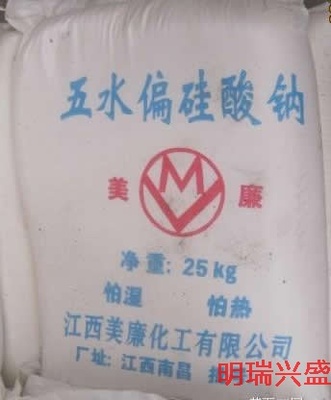 五水偏硅酸钠
美 廉
净重:25kg
怕湿 怕热
江西美廉化工有限公司
厂址:江西南昌
明瑞兴盛